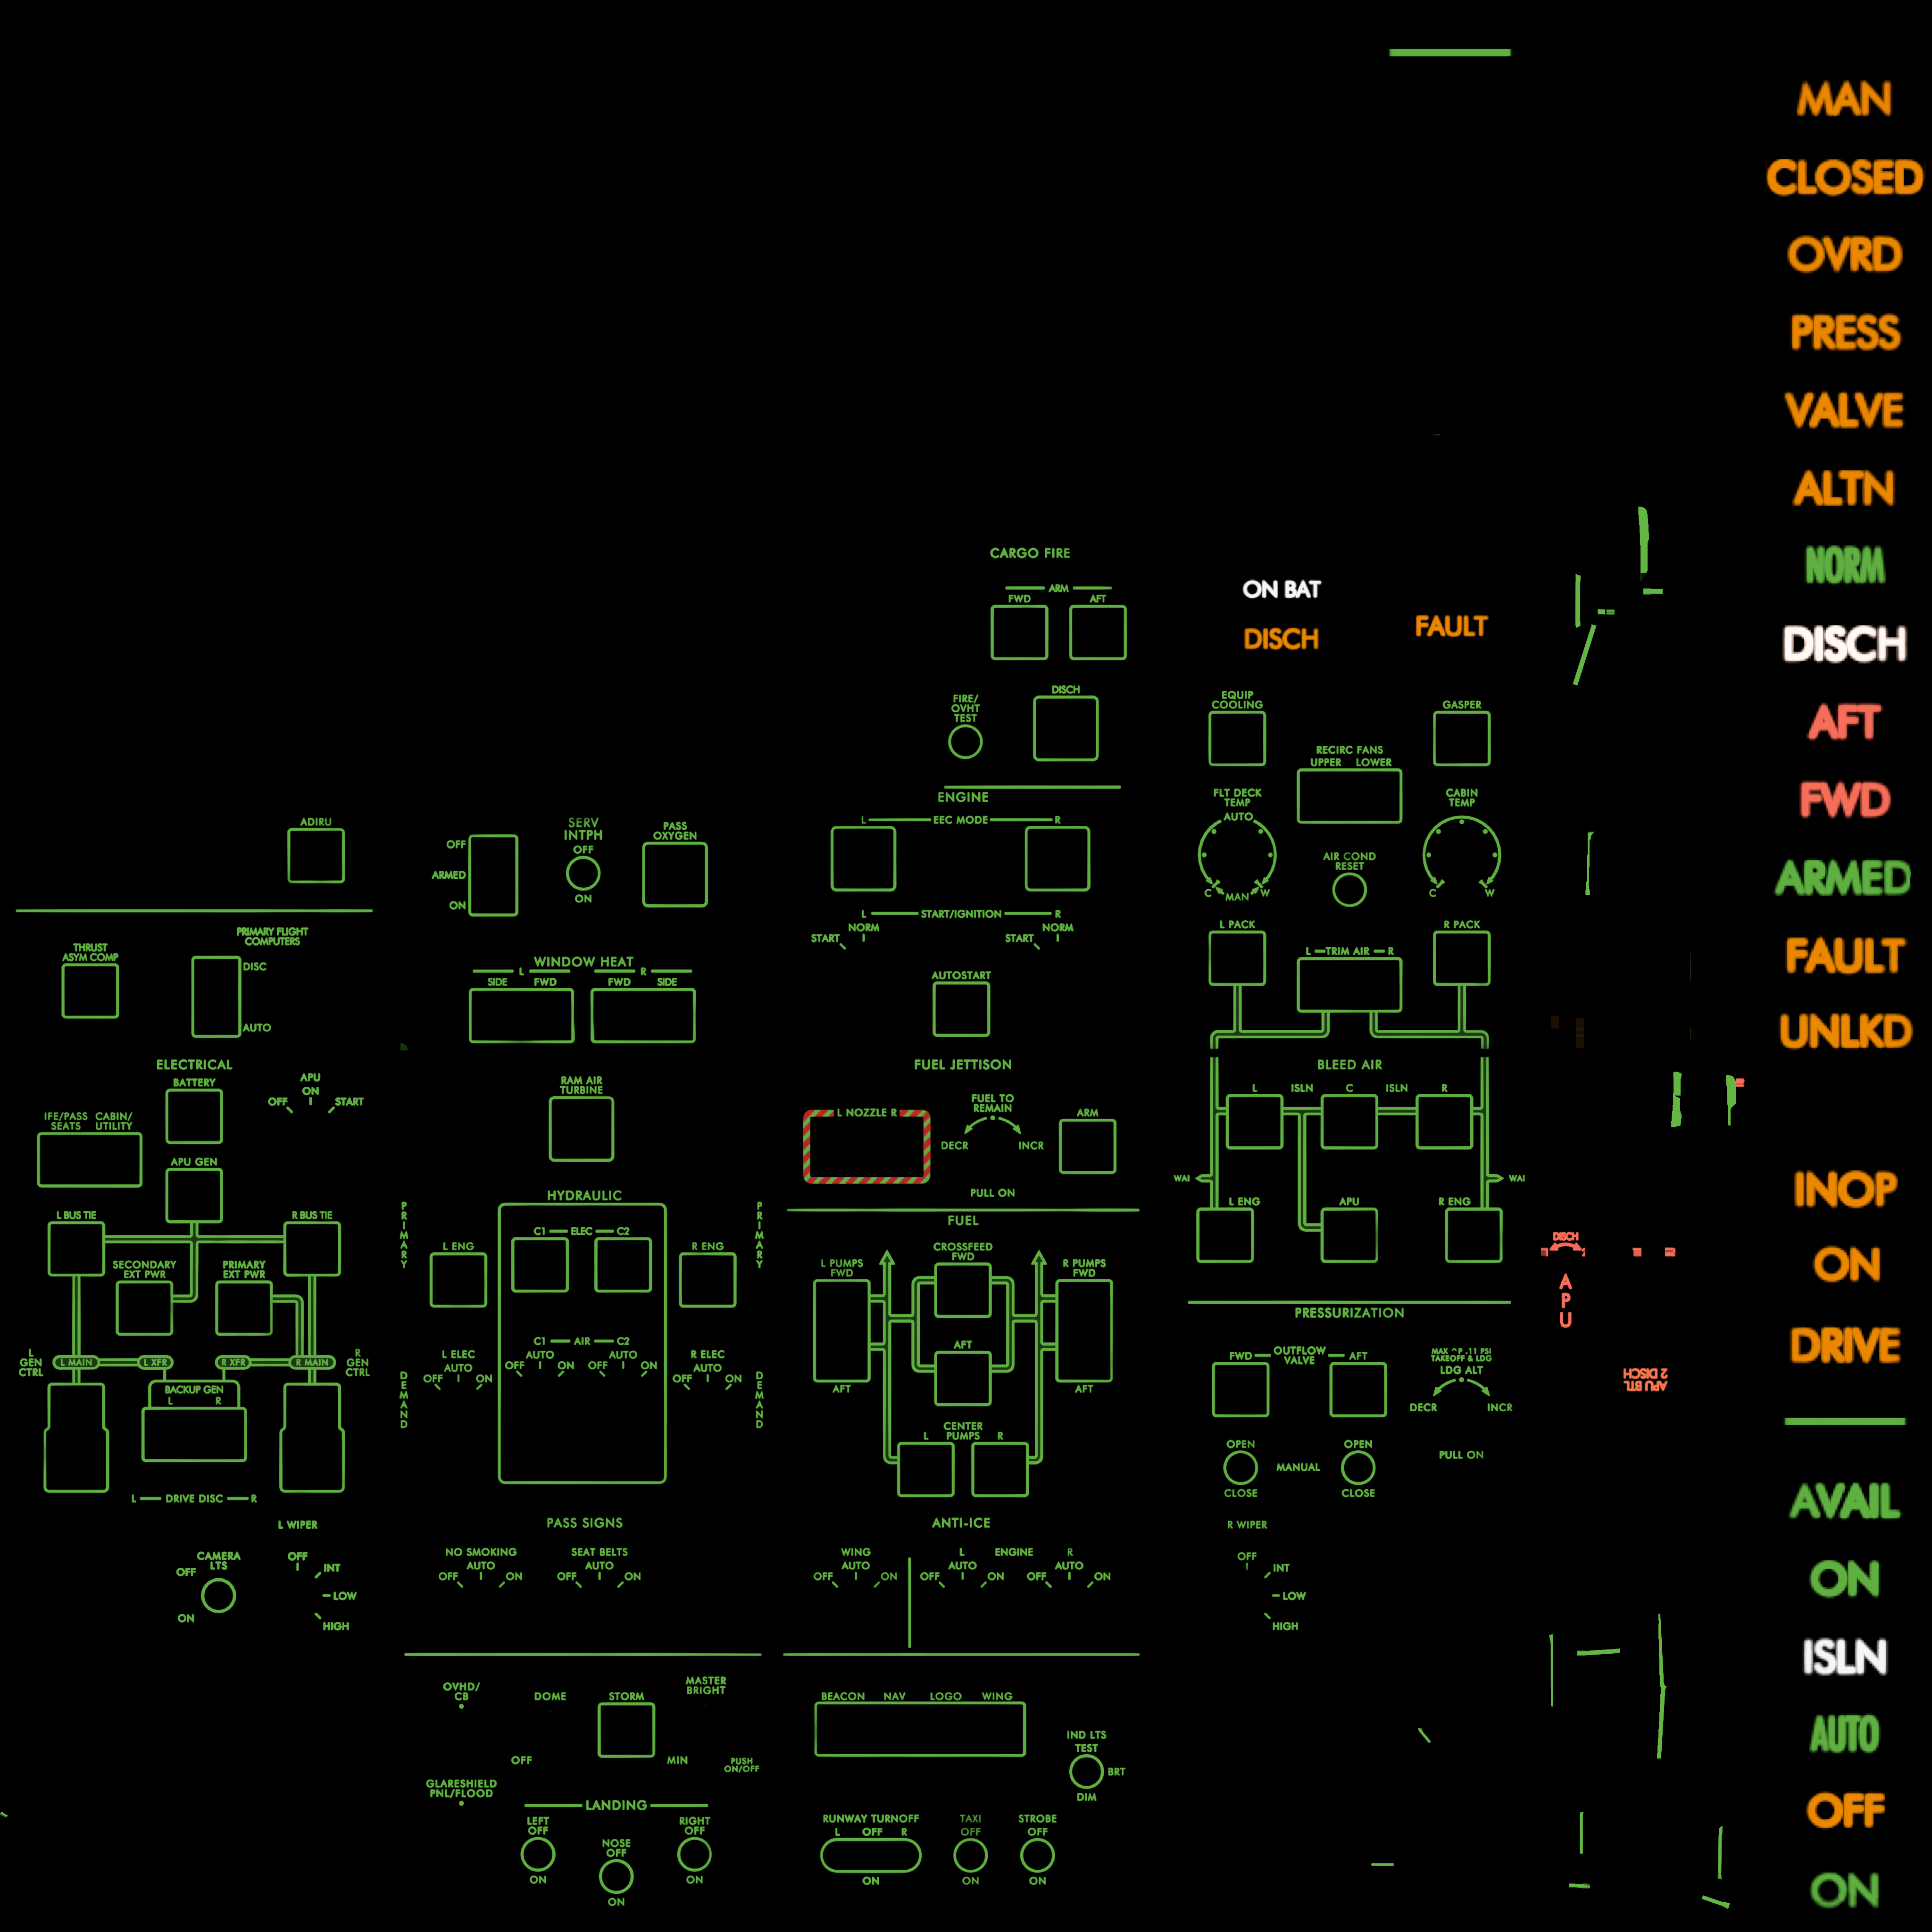 ADIRU
THRUST
ASYM COMP
PRIMARY FLIGHT
COMPUTERS
DISC
AUTO
ELECTRICAL
BATTERY
APU
ON
OFF
START
IFE/PASS CABIN/
SEATS UTILITY
APU GEN
L BUS TIE
R BUS TIE
SECONDARY
EXT PWR
PRIMARY
EXT PWR
L
GEN
CTRL
L MAIN
L XFR
R XFR
R MAIN
R
GEN
CTRL
BACKUP GEN
L R
L DRIVE DISC R
L WIPER
CAMERA
LTS
OFF
ON
OFF
INT
LOW
HIGH
OFF
ARMED
ON
SERV
INTPH
OFF
ON
PASS
OXYGEN
WINDOW HEAT
L R
SIDE FWD FWD SIDE
RAM AIR
TURBINE
HYDRAULIC
PRIMARY
PRIMARY
L ENG
C1 ELEC C2
R ENG
C1 AIR C2
AUTO AUTO
OFF ON OFF ON
L ELEC
AUTO
OFF ON
R ELEC
AUTO
OFF ON
DEMAND
DEMAND
PASS SIGNS
NO SMOKING
AUTO
OFF ON
SEAT BELTS
AUTO
OFF ON
OVHD/
CB
DOME
STORM
MASTER
BRIGHT
OFF
MIN
PUSH
ON/OFF
GLARESHIELD
PNL/FLOOD
LANDING
LEFT
OFF
ON
NOSE
OFF
ON
RIGHT
OFF
ON
CARGO FIRE
ARM
FWD AFT
FIRE/
OVHT
TEST
DISCH
ENGINE
L EEC MODE R
L START/IGNITION R
NORM NORM
START START
AUTOSTART
FUEL JETTISON
L NOZZLE R
FUEL TO
REMAIN
DECR INCR
ARM
PULL ON
FUEL
L PUMPS
FWD
AFT
CROSSFEED
FWD
AFT
R PUMPS
FWD
AFT
CENTER
L PUMPS R
ANTI-ICE
WING
AUTO
OFF ON
L ENGINE R
AUTO AUTO
OFF ON OFF ON
BEACON NAV LOGO WING
IND LTS
TEST
BRT
DIM
RUNWAY TURNOFF
L OFF R
ON
TAXI
OFF
ON
STROBE
OFF
ON
ON BAT
DISCH
FAULT
EQUIP
COOLING
GASPER
RECIRC FANS
UPPER LOWER
FLT DECK
TEMP
AUTO
C MAN W
AIR COND
RESET
CABIN
TEMP
C W
L PACK
R PACK
L TRIM AIR R
BLEED AIR
L ISLN C ISLN R
WAI
WAI
L ENG APU R ENG
PRESSURIZATION
FWD OUTFLOW AFT
VALVE
MAX ^P .11 PSI
TAKEOFF & LDG
LDG ALT
DECR INCR
OPEN OPEN
MANUAL
CLOSE CLOSE
PULL ON
R WIPER
OFF
INT
LOW
HIGH
DISCH
APU
APU BTL
2 DISCH
MAN
CLOSED
OVRD
PRESS
VALVE
ALTN
NORM
DISCH
AFT
FWD
ARMED
FAULT
UNLKD
INOP
ON
DRIVE
AVAIL
ON
ISLN
AUTO
OFF
ON